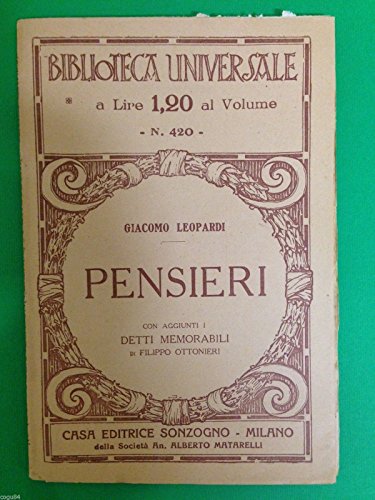 BIBLIOTECA UNIVERSALE
* a Lire 1,20 al Volume
- N. 420 -
GIACOMO LEOPARDI
PENSIERI
CON AGGIUNTI I
DETTI MEMORABILI
DI FILIPPO OTTONIERI
CASA EDITRICE SONZOGNO - MILANO
della Società An. ALBERTO MATARELLI
cogu84